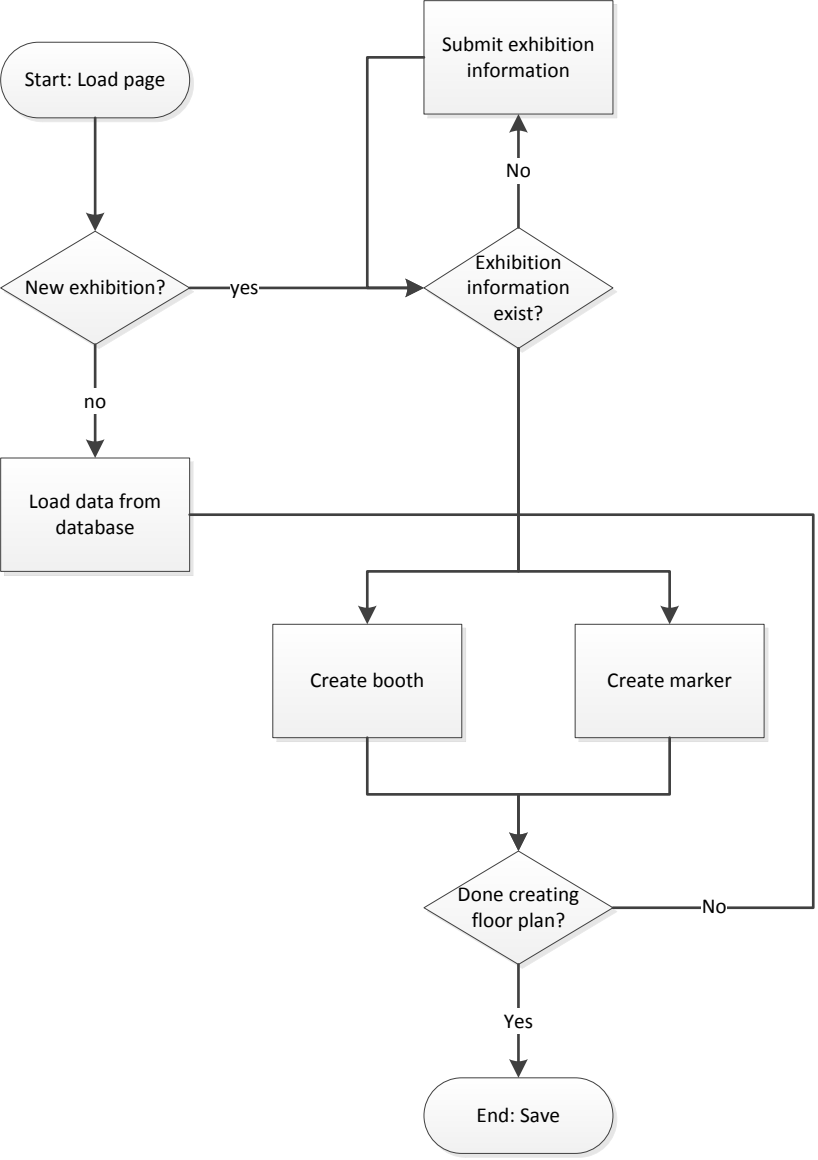 Submit exhibition
information
Start: Load page
No
New exhibition?
yes
Exhibition
information
exist?
no
Load data from
database
Create booth
Create marker
Done creating
floor plan?
No
Yes
End: Save